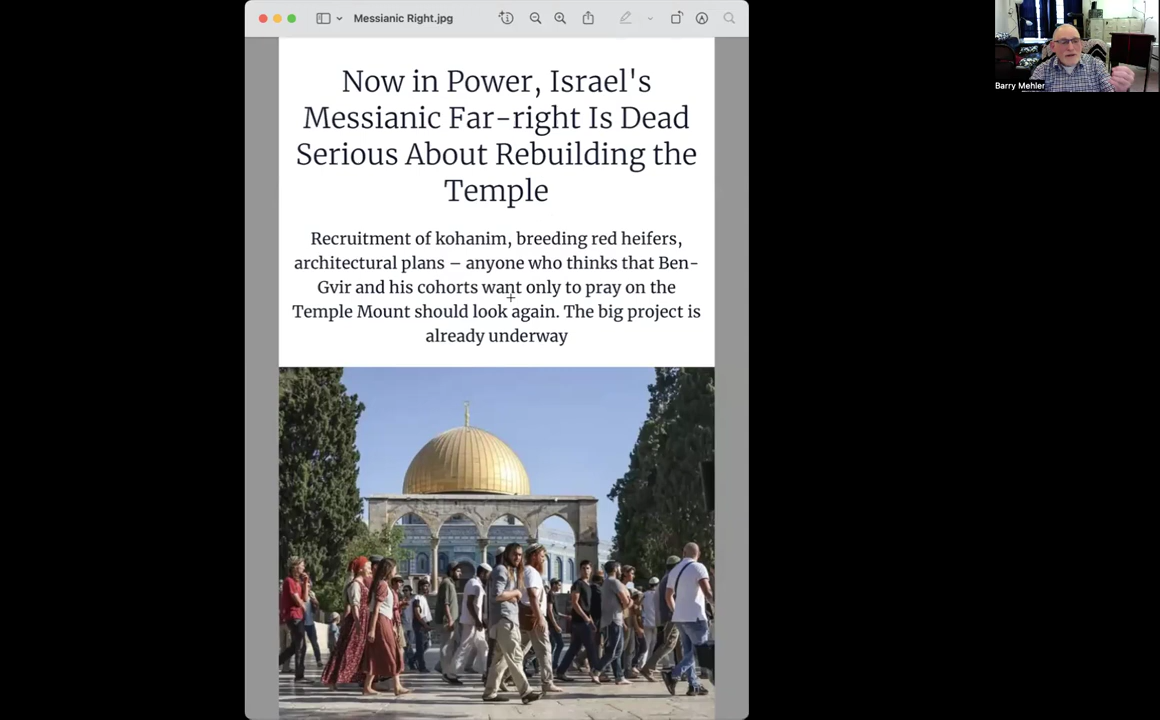 Messianic Right.jpg
Barry Mehler
Now in Power, Israel's
Messianic Far-right Is Dead
Serious About Rebuilding the
Temple
Recruitment of kohanim, breeding red heifers,
architectural plans – anyone who thinks that Ben-
Gvir and his cohorts want only to pray on the
Temple Mount should look again. The big project is
already underway